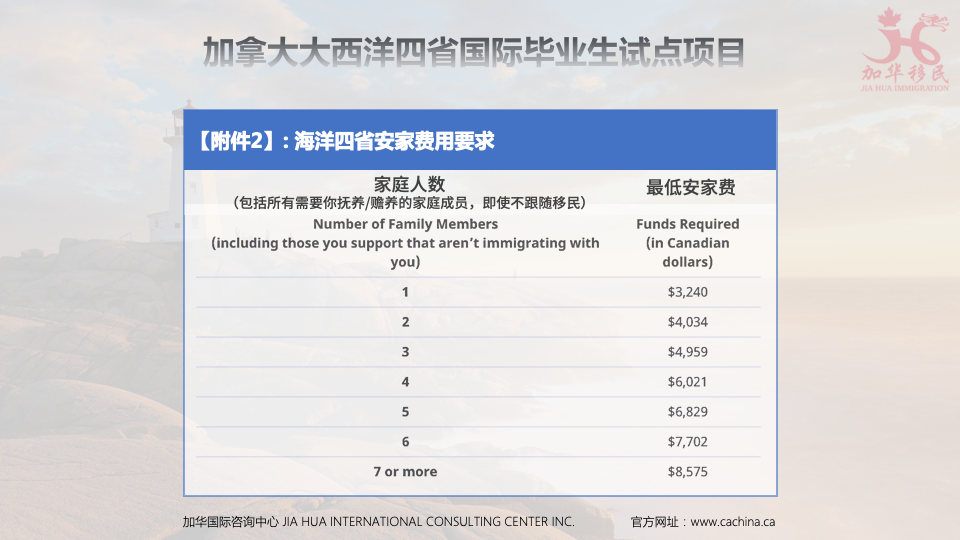 加拿大大西洋四省国际毕业生试点项目
加华移民
JIA HUA IMMIGRATION
【附件2】: 海洋四省安家费用要求
家庭人数
（包括所有需要你抚养/赡养的家庭成员，即使不跟随移民）
最低安家费
Number of Family Members
(including those you support that aren’t immigrating with
you)
Funds Required
(in Canadian
dollars)
1 $3,240
2 $4,034
3 $4,959
4 $6,021
5 $6,829
6 $7,702
7 or more $8,575
加华国际咨询中心 JIA HUA INTERNATIONAL CONSULTING CENTER INC. 官方网址：www.cachina.ca